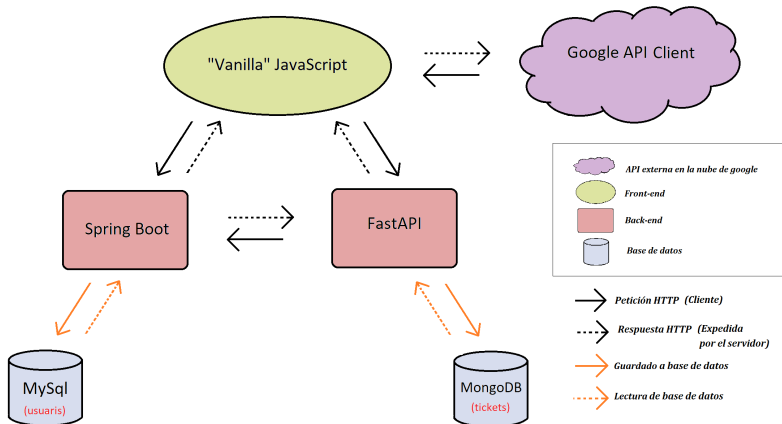 "Vanilla" JavaScript
Google API Client
Spring Boot
FastAPI
MySql
(usuaris)
MongoDB
(tickets)
API externa en la nube de google
Front-end
Back-end
Base de datos
Petición HTTP (Cliente)
Respuesta HTTP (Expedida
por el servidor)
Guardado a base de datos
Lectura de base de datos